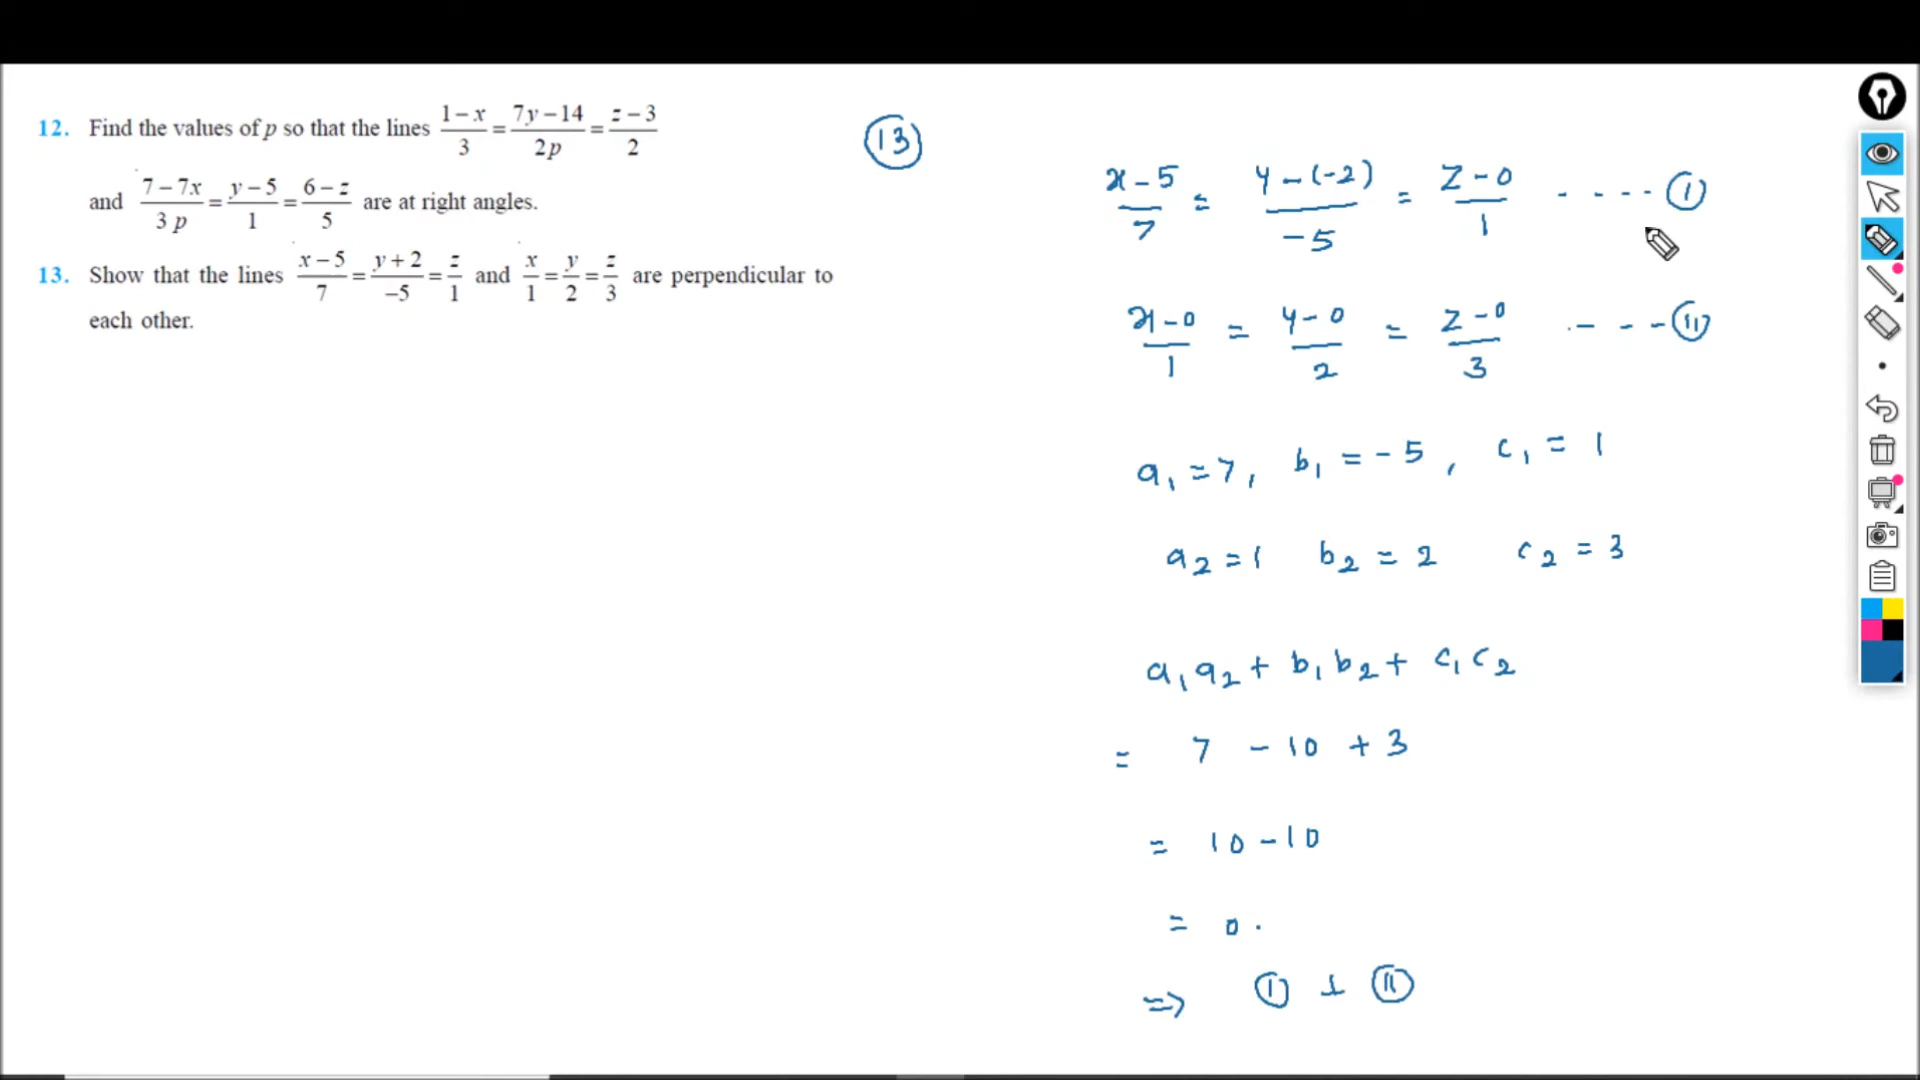 12. Find the values of p so that the lines (1−x)/3 = (7y−14)/2p = (z−3)/2
and (7−7x)/3p = (y−5)/1 = (6−z)/5 are at right angles.
13. Show that the lines (x−5)/7 = (y+2)/−5 = z/1 and x/1 = y/2 = z/3 are perpendicular to
each other.
13
(x−5)/7 = (y−(−2))/−5 = (z−0)/1 ----- I
(x−0)/1 = (y−0)/2 = (z−0)/3 ---- II
a₁ = 7, b₁ = −5, c₁ = 1
a₂ = 1 b₂ = 2 c₂ = 3
a₁a₂ + b₁b₂ + c₁c₂
= 7 − 10 + 3
= 10 − 10
= 0.
⇒ I ⊥ II